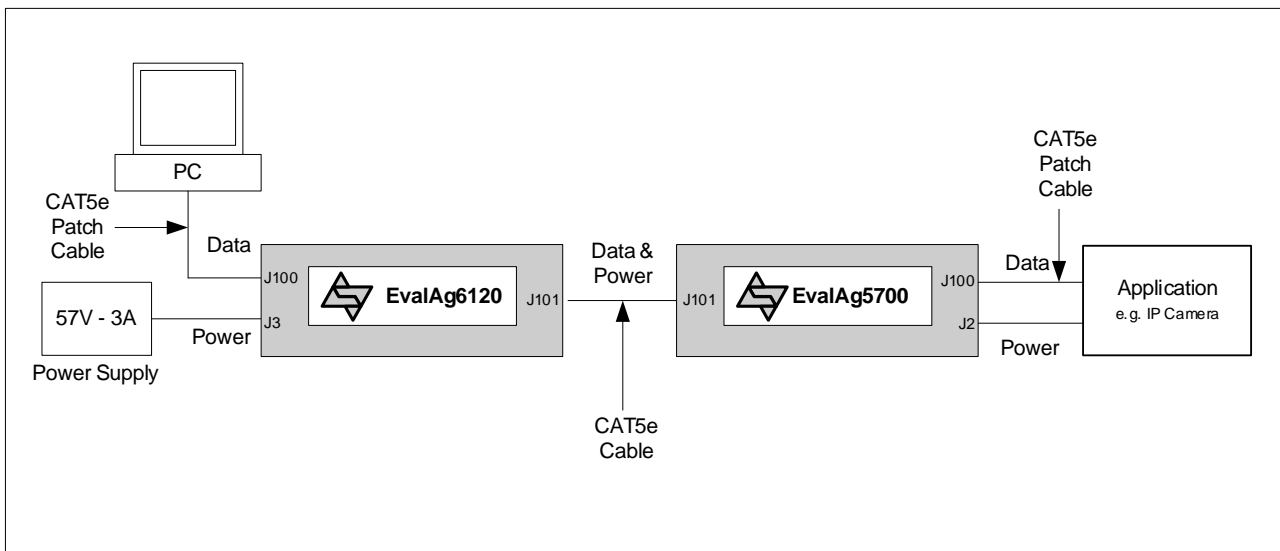 PC
CAT5e
Patch
Cable
Data
57V - 3A
Power
Power Supply
J100
J3
EvalAg6120
J101
Data &
Power
CAT5e
Cable
J101
EvalAg5700
J100
J2
Data
Power
CAT5e
Patch
Cable
Application
e.g. IP Camera